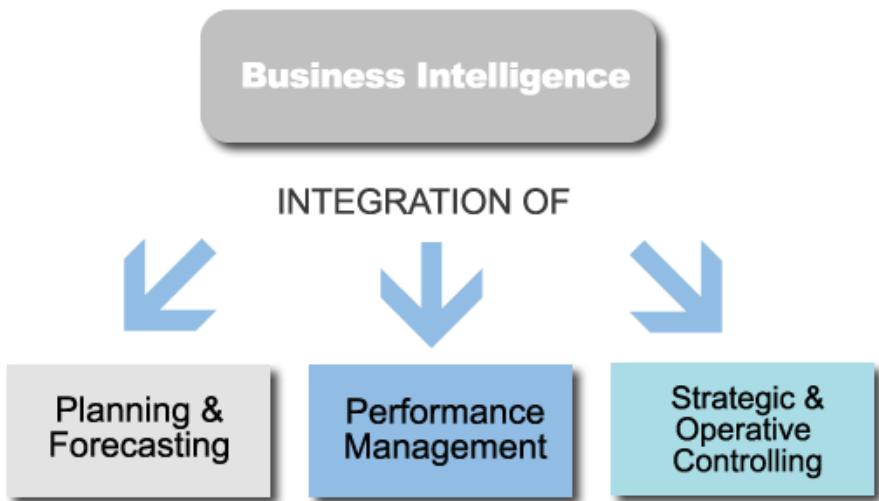 Business Intelligence
INTEGRATION OF
Planning &
Forecasting
Performance
Management
Strategic &
Operative
Controlling